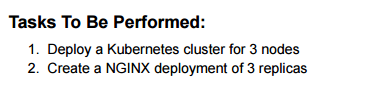 Tasks To Be Performed:
1. Deploy a Kubernetes cluster for 3 nodes
2. Create a NGINX deployment of 3 replicas